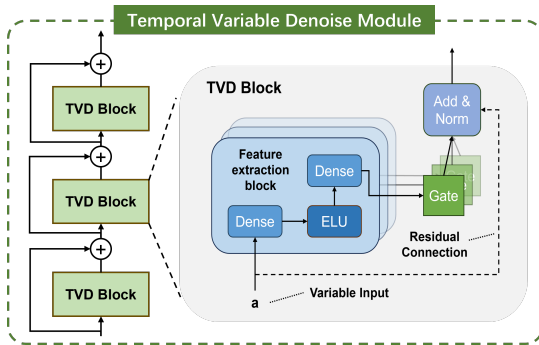 Temporal Variable Denoise Module
TVD Block
TVD Block
TVD Block
TVD Block
Feature
extraction
block
Dense
Dense
ELU
Add &
Norm
Gate
Residual
Connection
a
Variable Input